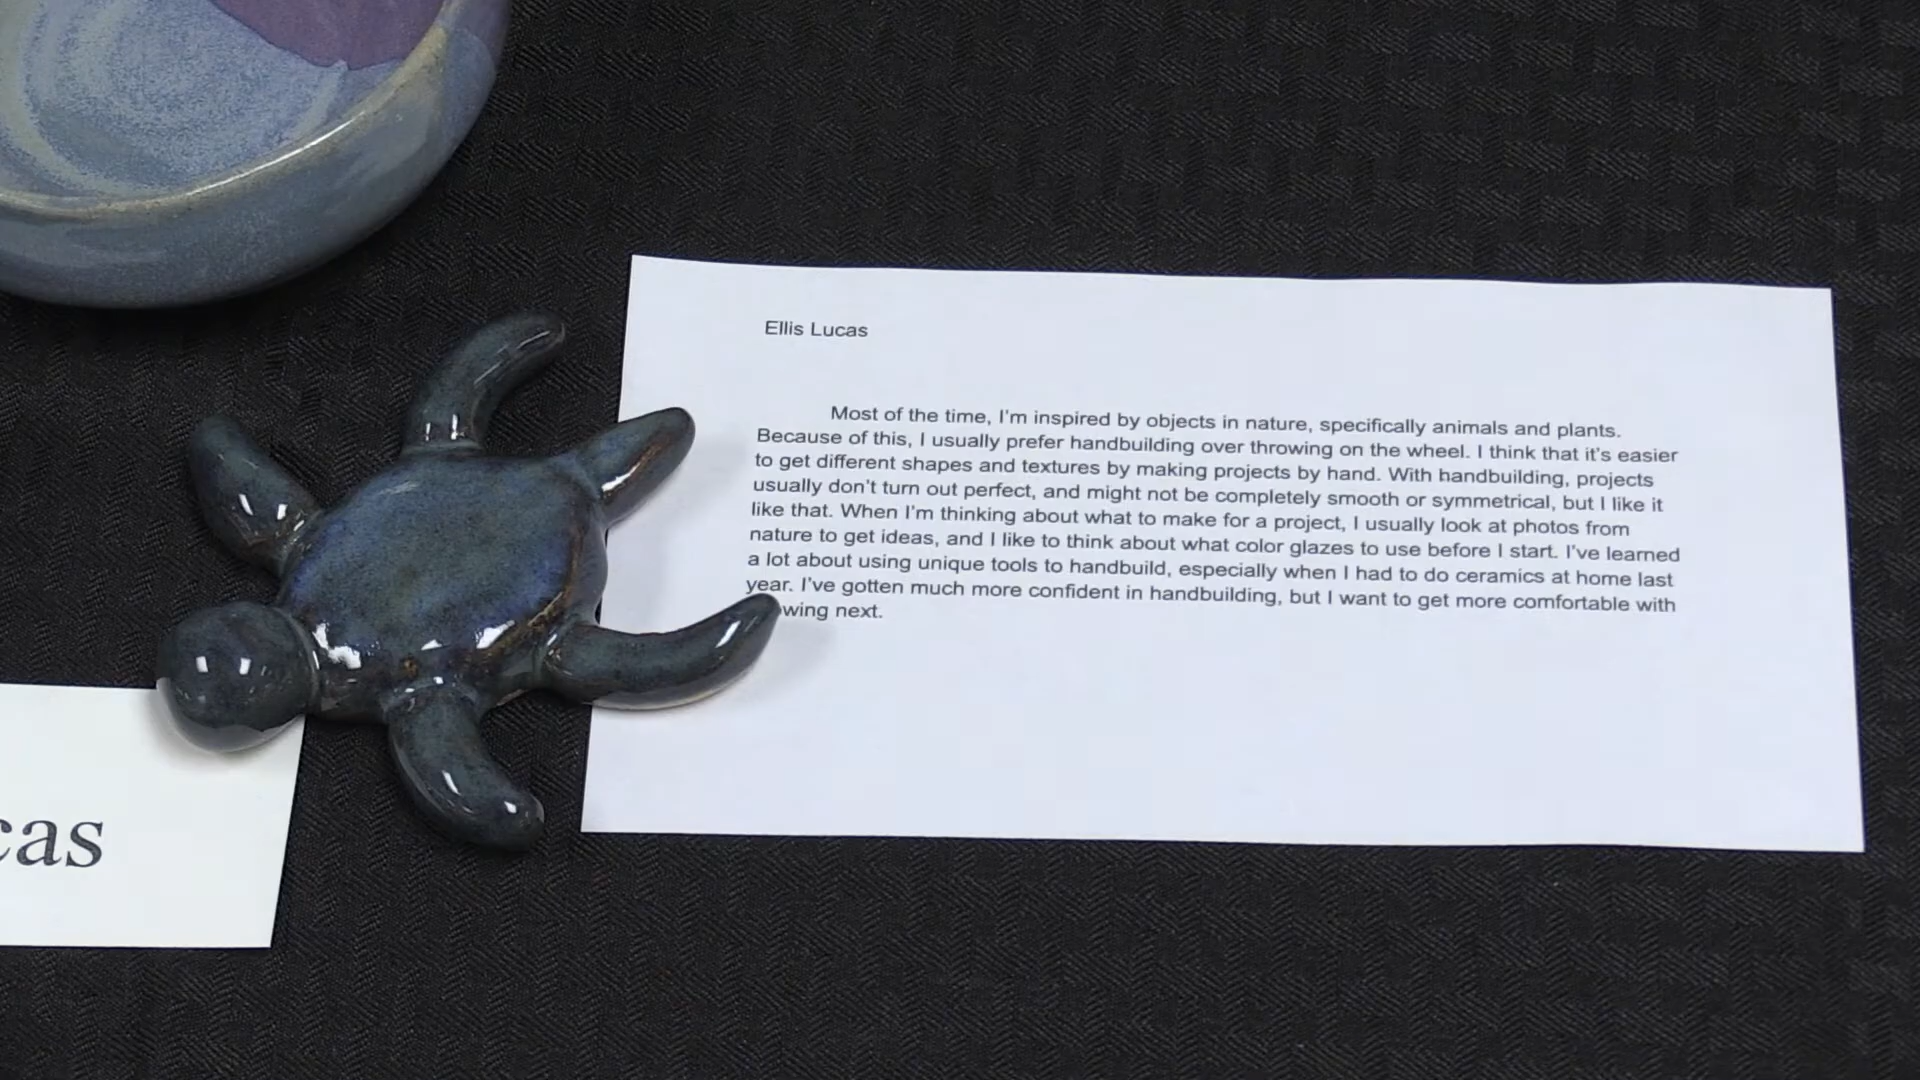 Ellis Lucas
Most of the time, I'm inspired by objects in nature, specifically animals and plants.
Because of this, I usually prefer handbuilding over throwing on the wheel. I think that it's easier
to get different shapes and textures by making projects by hand. With handbuilding, projects
usually don't turn out perfect, and might not be completely smooth or symmetrical, but I like it
like that. When I'm thinking about what to make for a project, I usually look at photos from
nature to get ideas, and I like to think about what color glazes to use before I start. I've learned
a lot about using unique tools to handbuild, especially when I had to do ceramics at home last
year. I've gotten much more confident in handbuilding, but I want to get more comfortable with
next.